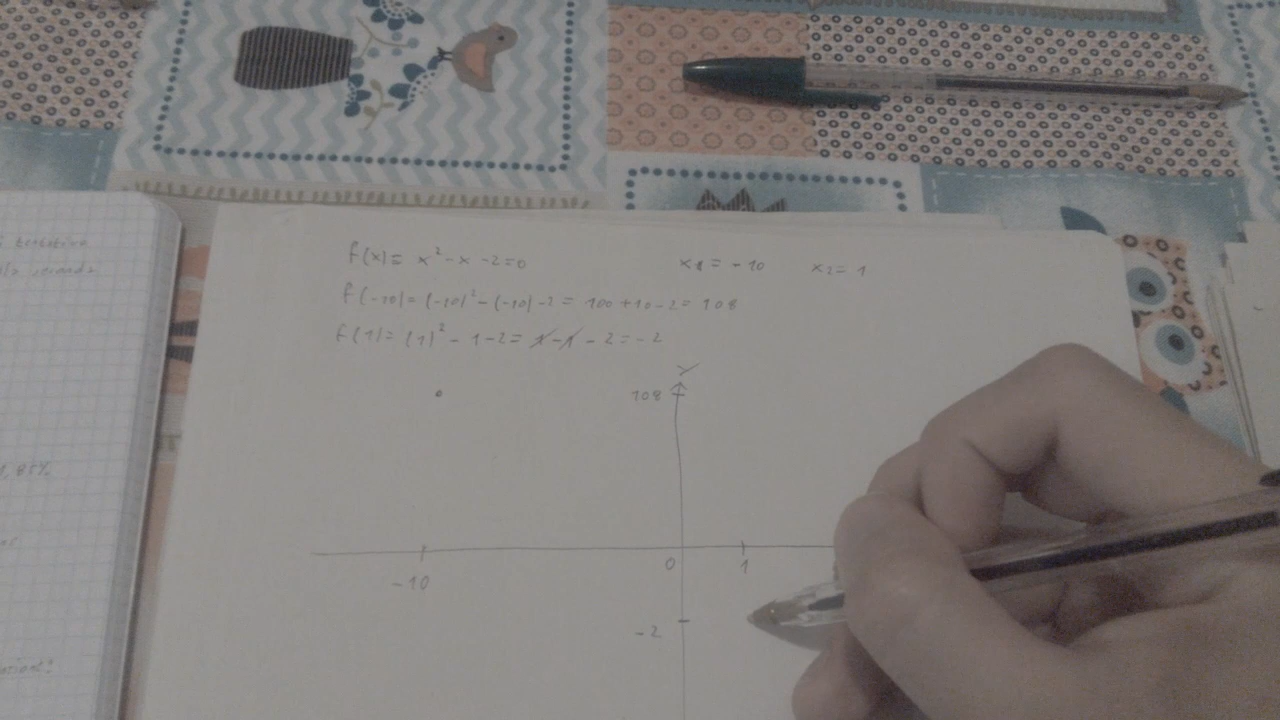 f(x)= x²-x-2=0 x1 = -10 x2= 1
f(-10)= (-10)²-(-10)-2 = 100+10-2= 108
f(1)= (1)² - 1-2= 1-1 - 2=-2
y
108
0 1
-10
-2
85%